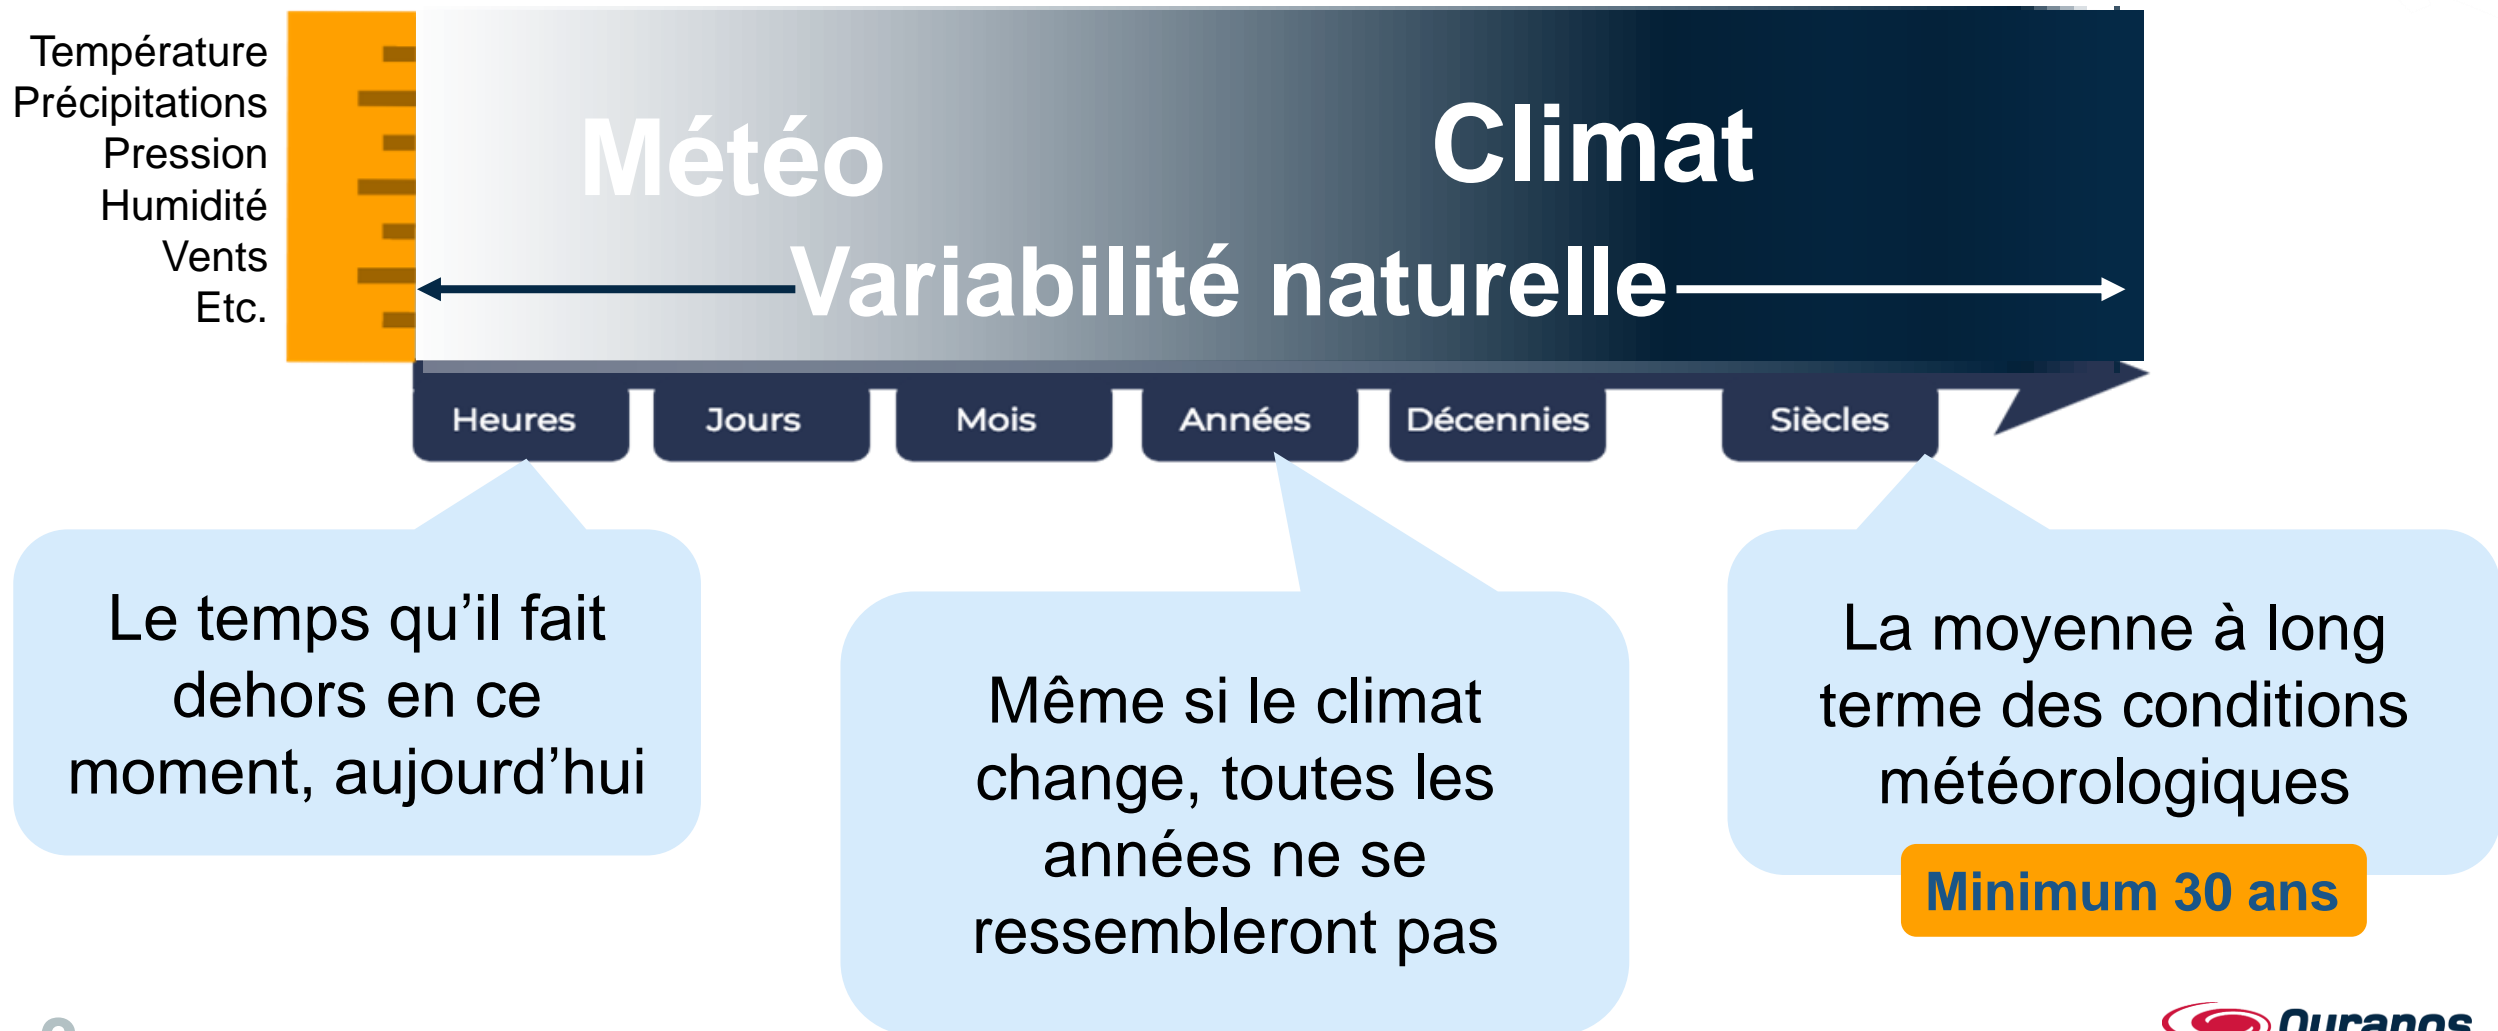 Température
Précipitations
Pression
Humidité
Vents
Etc.
Météo
Climat
Variabilité naturelle
Heures
Jours
Mois
Années
Décennies
Siècles
Le temps qu’il fait
dehors en ce
moment, aujourd’hui
Même si le climat
change, toutes les
années ne se
ressembleront pas
La moyenne à long
terme des conditions
météorologiques
Minimum 30 ans
Ouranos